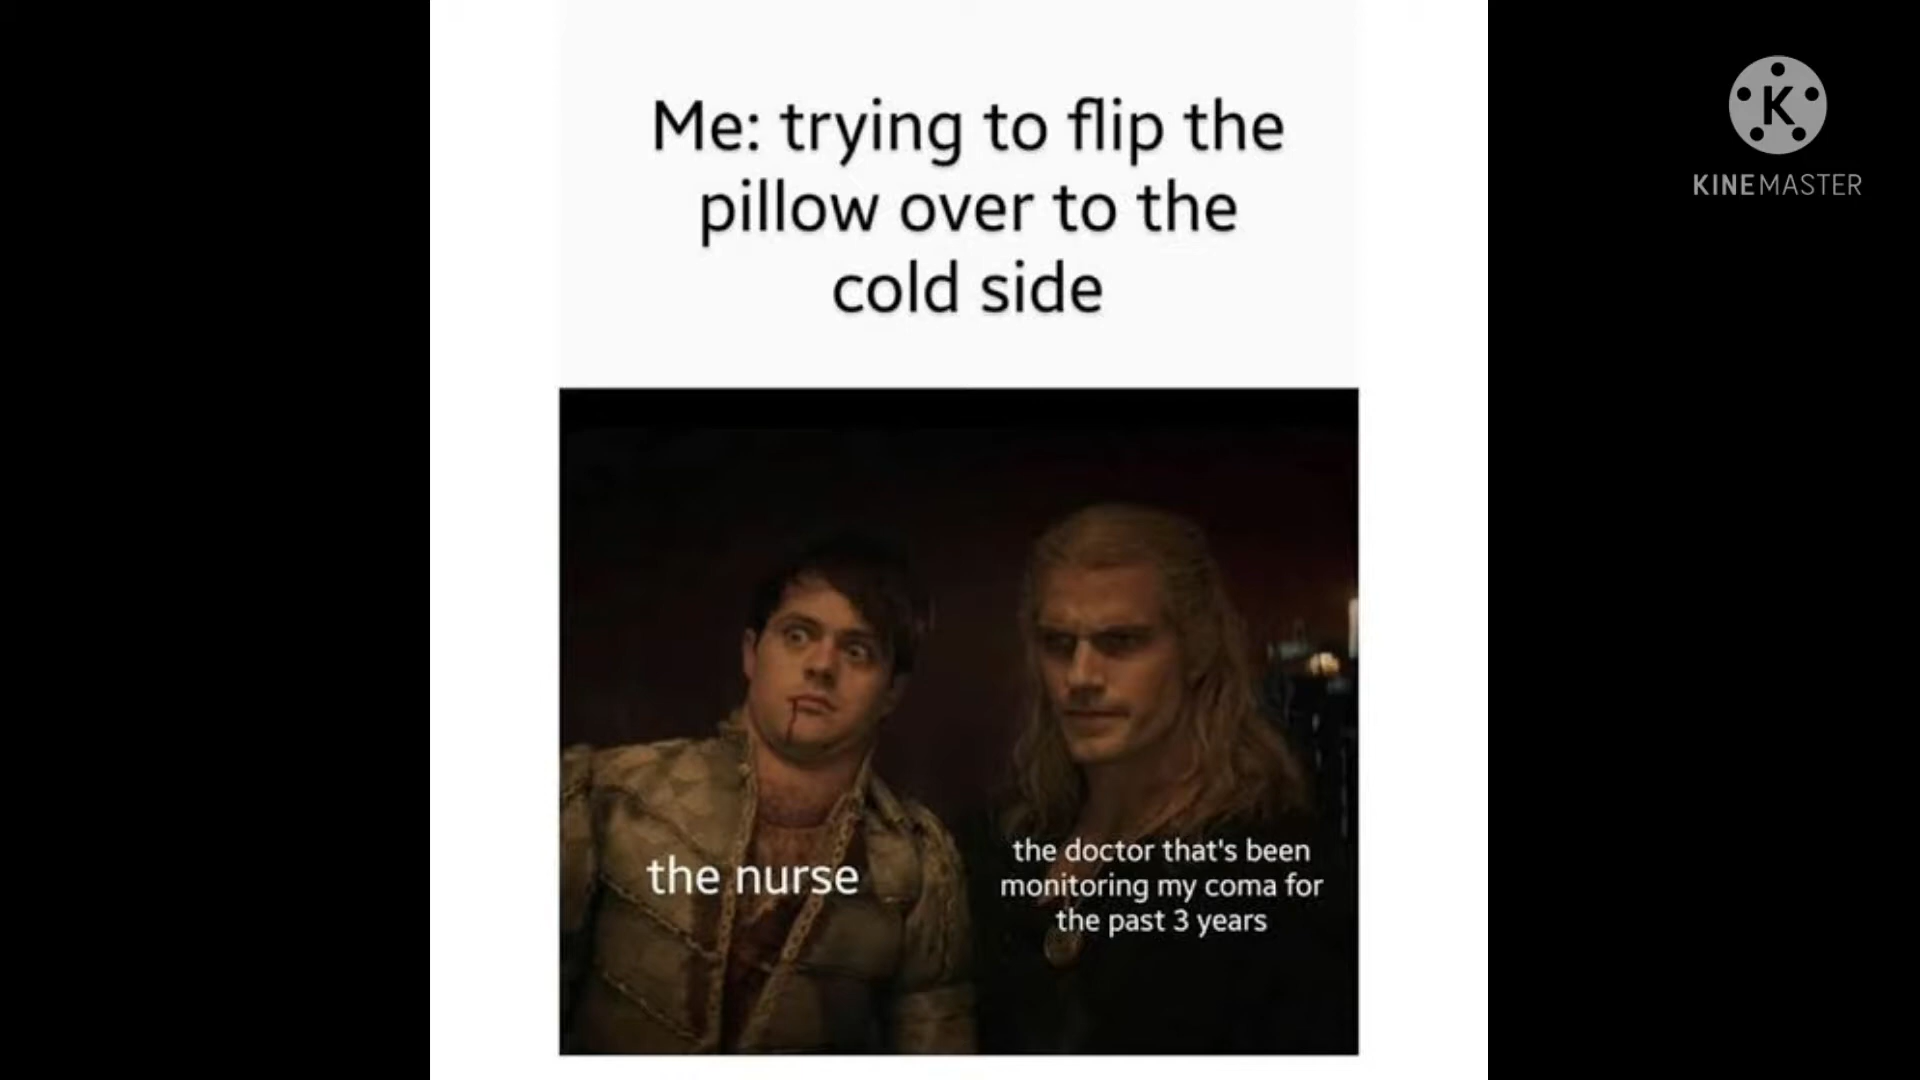 Me: trying to flip the
pillow over to the
cold side
K
KINEMASTER
the nurse
the doctor that's been
monitoring my coma for
the past 3 years